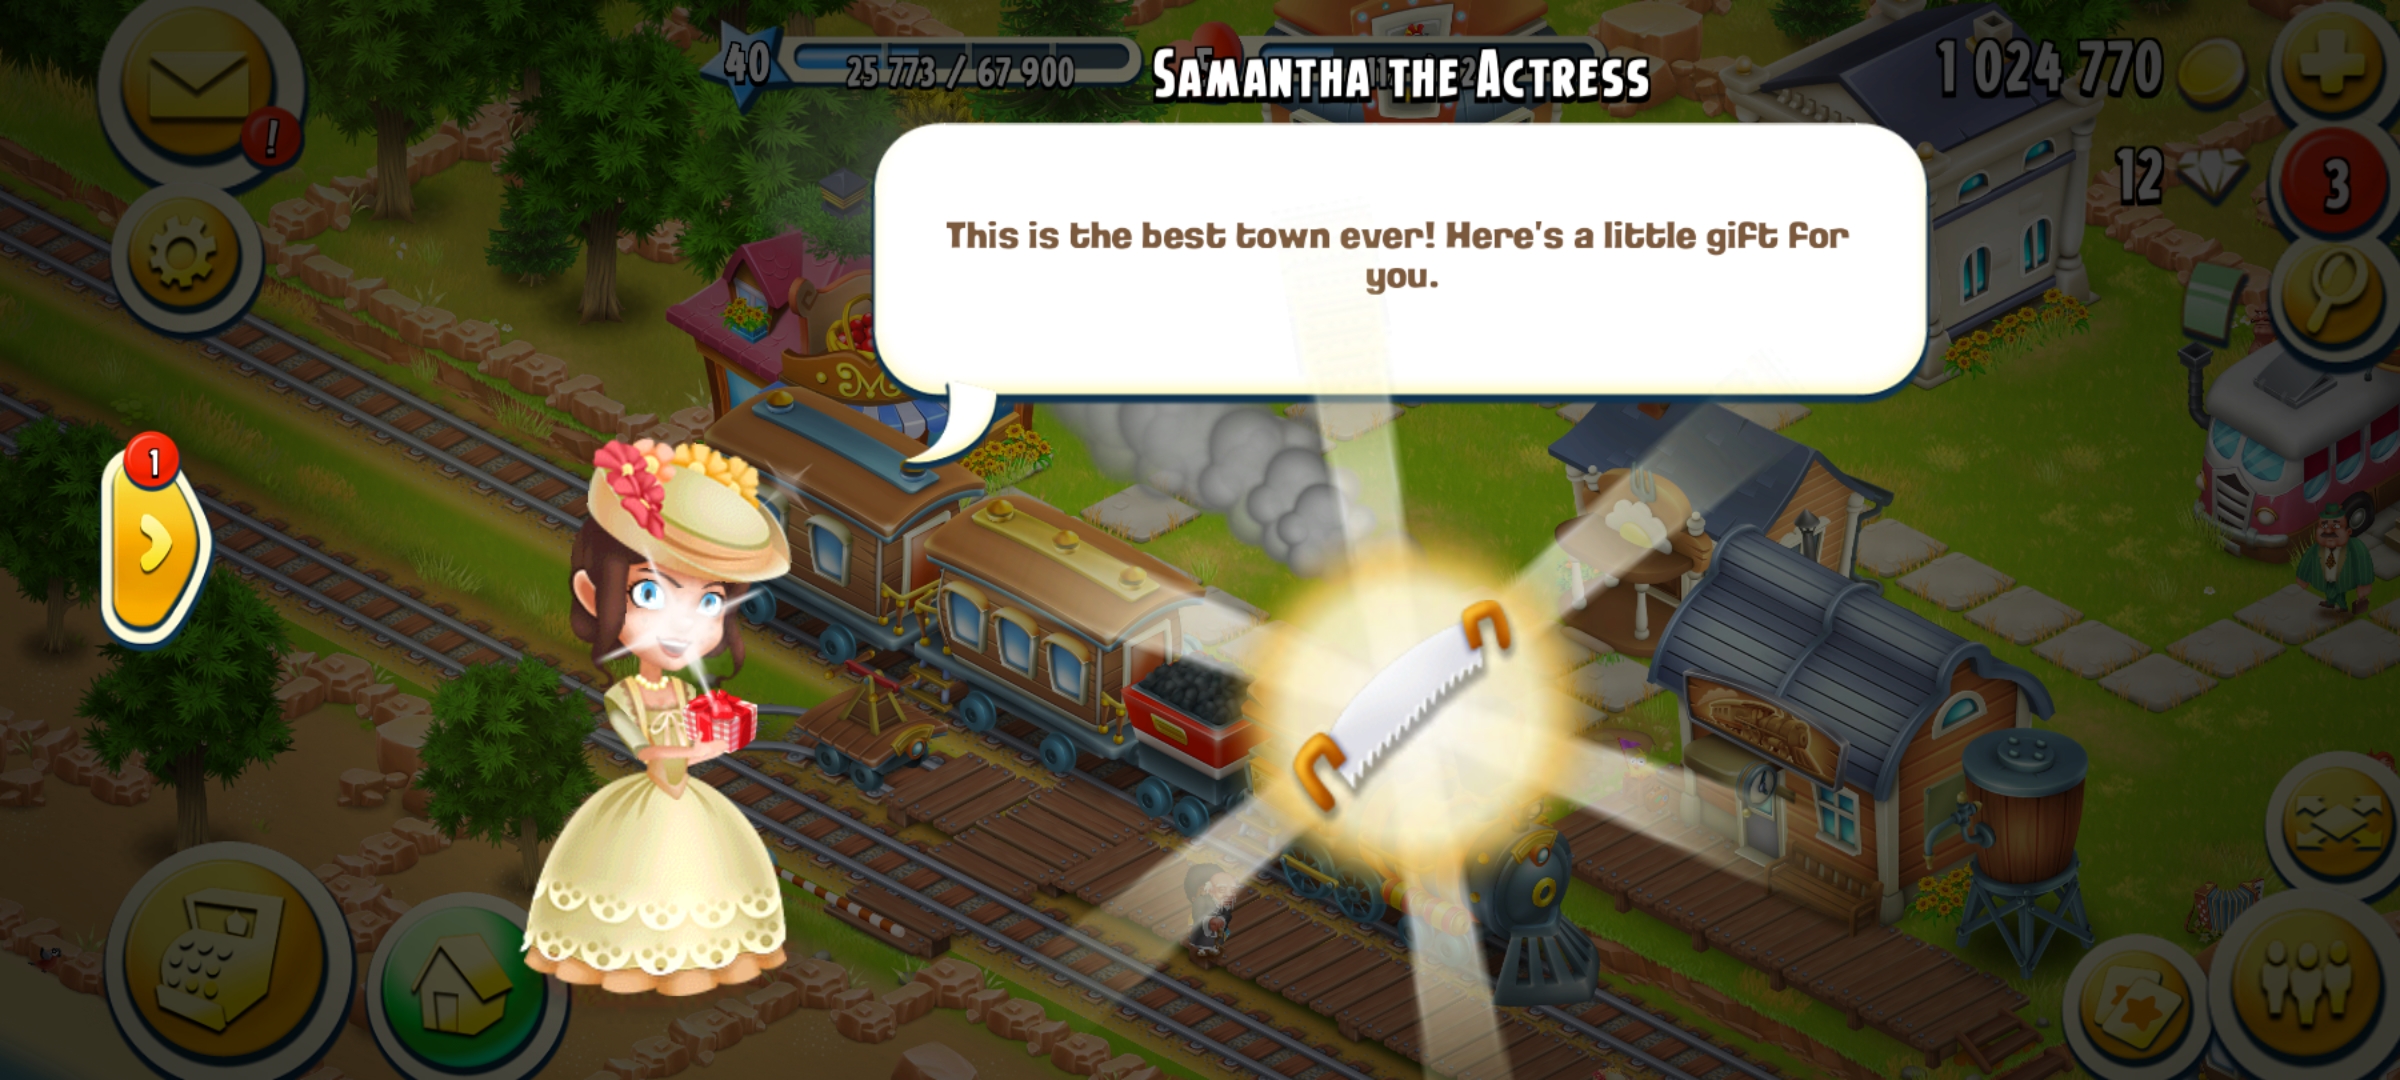 40
25 773 / 67 900
SAMANTHA THE ACTRESS
1 024 770
12
3
!
This is the best town ever! Here's a little gift for
you.
1